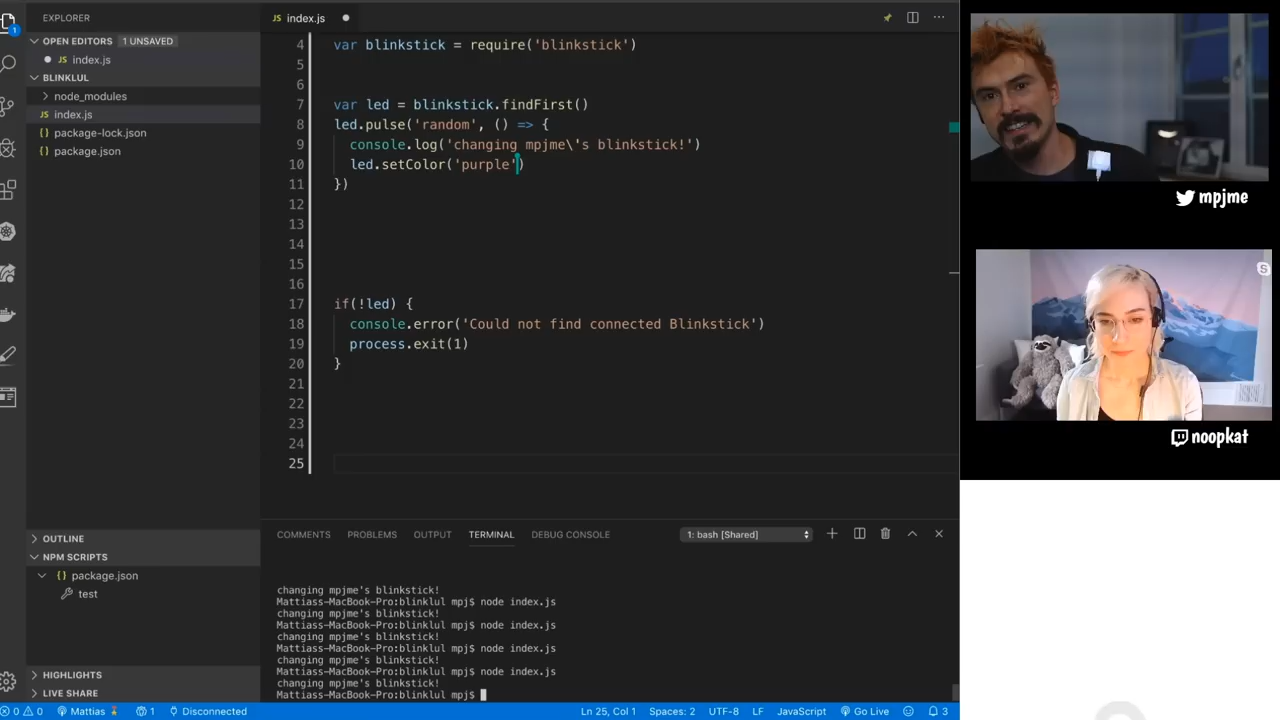 EXPLORER
OPEN EDITORS 1 UNSAVED
index.js
BLINKLUL
node_modules
JS index.js
package-lock.json
package.json
OUTLINE
NPM SCRIPTS
package.json
test
HIGHLIGHTS
LIVE SHARE
JS index.js
4 var blinkstick = require('blinkstick')
5
6
7 var led = blinkstick.findFirst()
8 led.pulse('random', () => {
9 console.log('changing mpjme\'s blinkstick!')
10 led.setColor('purple')
11 })
12
13
14
15
16
17 if(!led) {
18 console.error('Could not find connected Blinkstick')
19 process.exit(1)
20 }
21
22
23
24
25
COMMENTS PROBLEMS OUTPUT TERMINAL DEBUG CONSOLE 1: bash [Shared]
changing mpjme's blinkstick!
Mattiass-MacBook-Pro:blinklul mpj$ node index.js
changing mpjme's blinkstick!
Mattiass-MacBook-Pro:blinklul mpj$ node index.js
changing mpjme's blinkstick!
Mattiass-MacBook-Pro:blinklul mpj$ node index.js
changing mpjme's blinkstick!
Mattiass-MacBook-Pro:blinklul mpj$ node index.js
changing mpjme's blinkstick!
Mattiass-MacBook-Pro:blinklul mpj$
0 0 Mattias 1 Disconnected Ln 25, Col 1 Spaces: 2 UTF-8 LF JavaScript Go Live 3
mpjme
noopkat
1